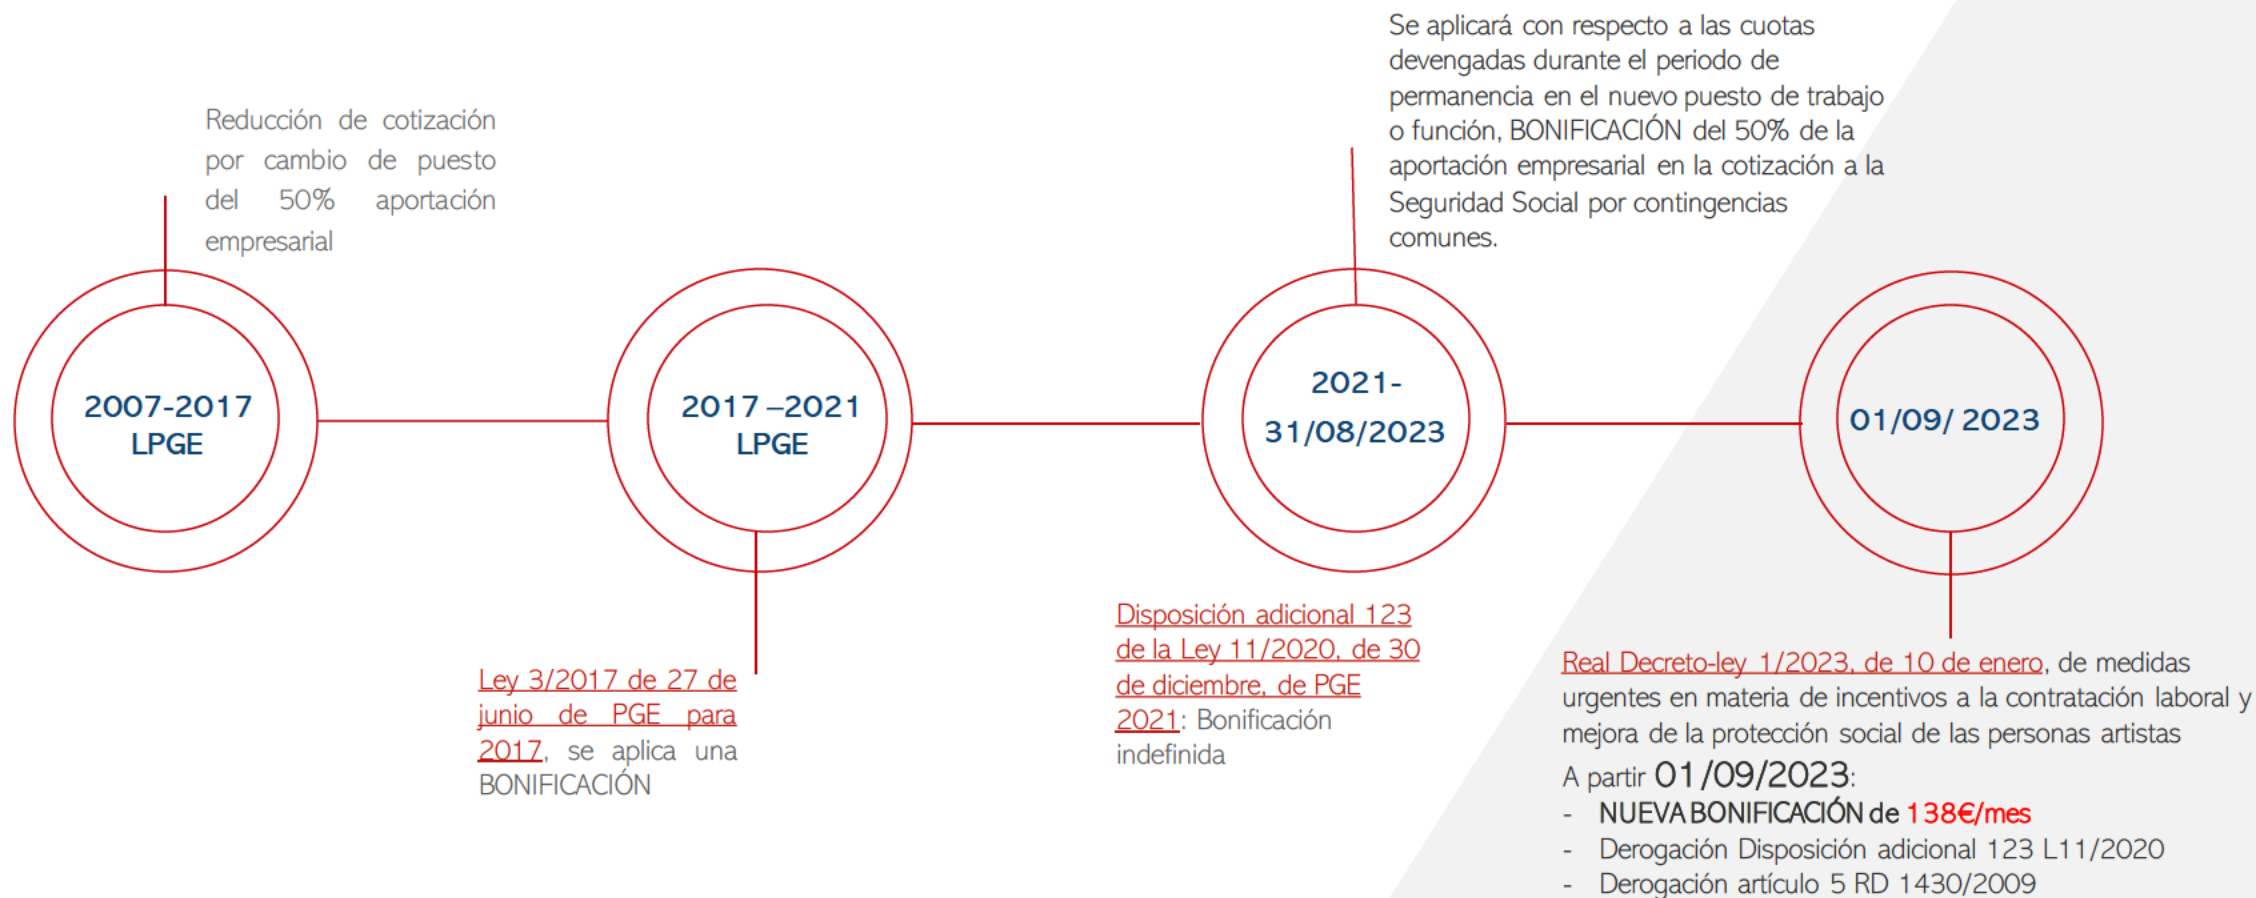 Reducción de cotización
por cambio de puesto
del 50% aportación
empresarial
2007-2017
LPGE
2017 –2021
LPGE
Ley 3/2017 de 27 de
junio de PGE para
2017, se aplica una
BONIFICACIÓN
Se aplicará con respecto a las cuotas
devengadas durante el periodo de
permanencia en el nuevo puesto de trabajo
o función, BONIFICACIÓN del 50% de la
aportación empresarial en la cotización a la
Seguridad Social por contingencias
comunes.
2021-
31/08/2023
Disposición adicional 123
de la Ley 11/2020, de 30
de diciembre, de PGE
2021: Bonificación
indefinida
01/09/ 2023
Real Decreto-ley 1/2023, de 10 de enero, de medidas
urgentes en materia de incentivos a la contratación laboral y
mejora de la protección social de las personas artistas
A partir 01/09/2023:
- NUEVA BONIFICACIÓN de 138€/mes
- Derogación Disposición adicional 123 L11/2020
- Derogación artículo 5 RD 1430/2009